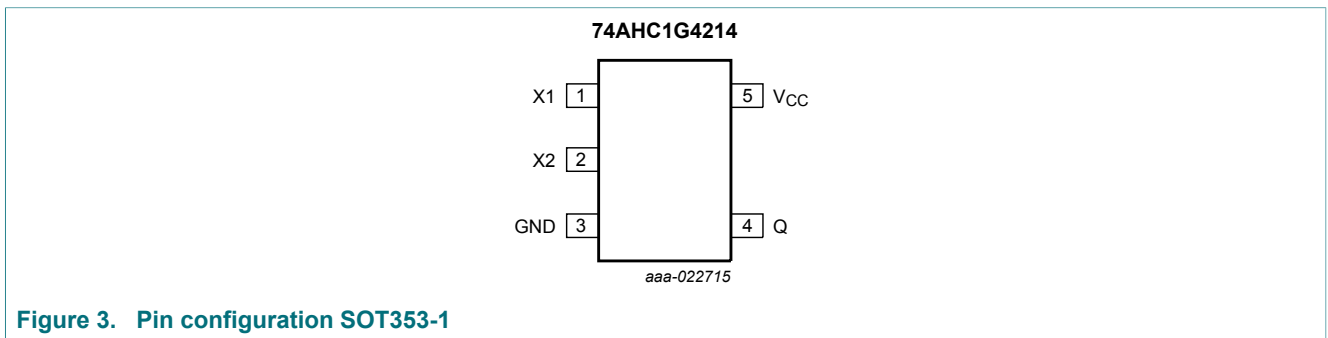 74AHC1G4214
X1 1 5 VCC
X2 2
GND 3 4 Q
aaa-022715
Figure 3. Pin configuration SOT353-1